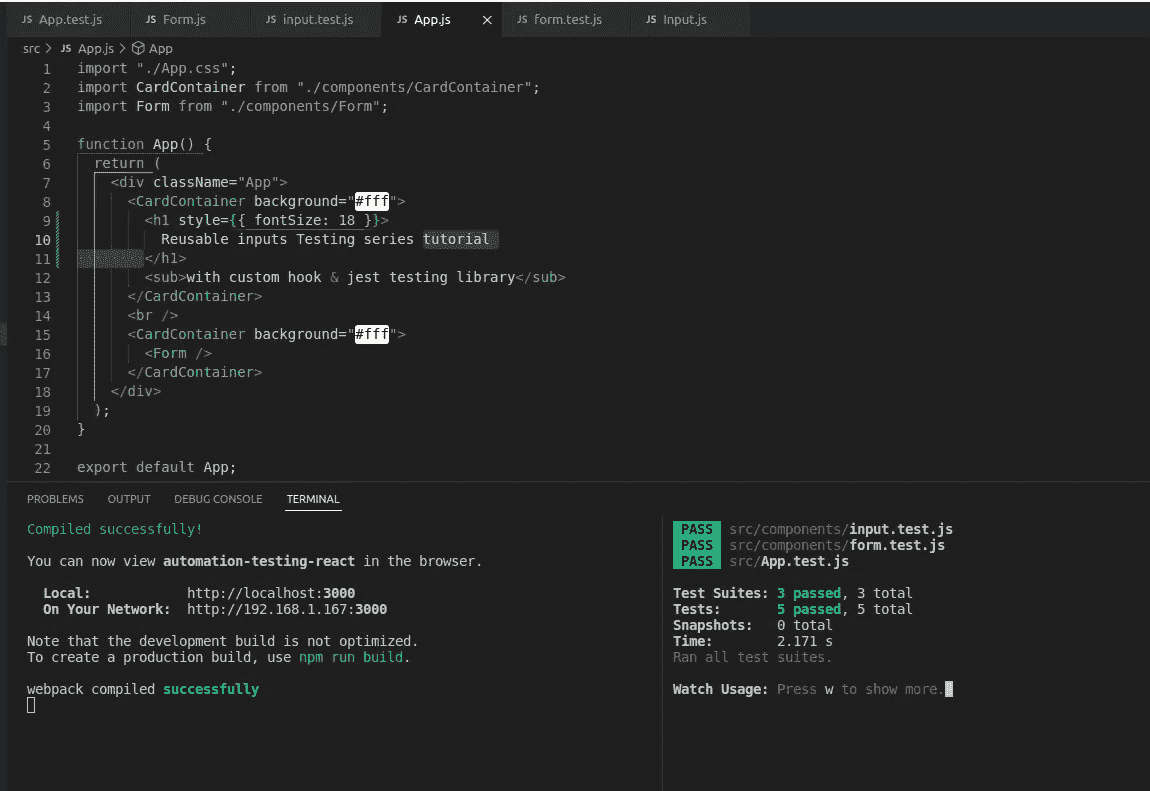 JS App.test.js JS Form.js JS input.test.js JS App.js × JS form.test.js JS Input.js
src > JS App.js > App
1 import "./App.css";
2 import CardContainer from "./components/CardContainer";
3 import Form from "./components/Form";
4
5 function App() {
6 return (
7 <div className="App">
8 <CardContainer background="#fff">
9 <h1 style={{ fontSize: 18 }}>
10 Reusable inputs Testing series tutorial
11 </h1>
12 <sub>with custom hook & jest testing library</sub>
13 </CardContainer>
14 <br />
15 <CardContainer background="#fff">
16 <Form />
17 </CardContainer>
18 </div>
19 );
20 }
21
22 export default App;
PROBLEMS OUTPUT DEBUG CONSOLE TERMINAL
Compiled successfully!
You can now view automation-testing-react in the browser.
Local: http://localhost:3000
On Your Network: http://192.168.1.167:3000
Note that the development build is not optimized.
To create a production build, use npm run build.
webpack compiled successfully
PASS src/components/input.test.js
PASS src/components/form.test.js
PASS src/App.test.js
Test Suites: 3 passed, 3 total
Tests: 5 passed, 5 total
Snapshots: 0 total
Time: 2.171 s
Ran all test suites.
Watch Usage: Press w to show more.